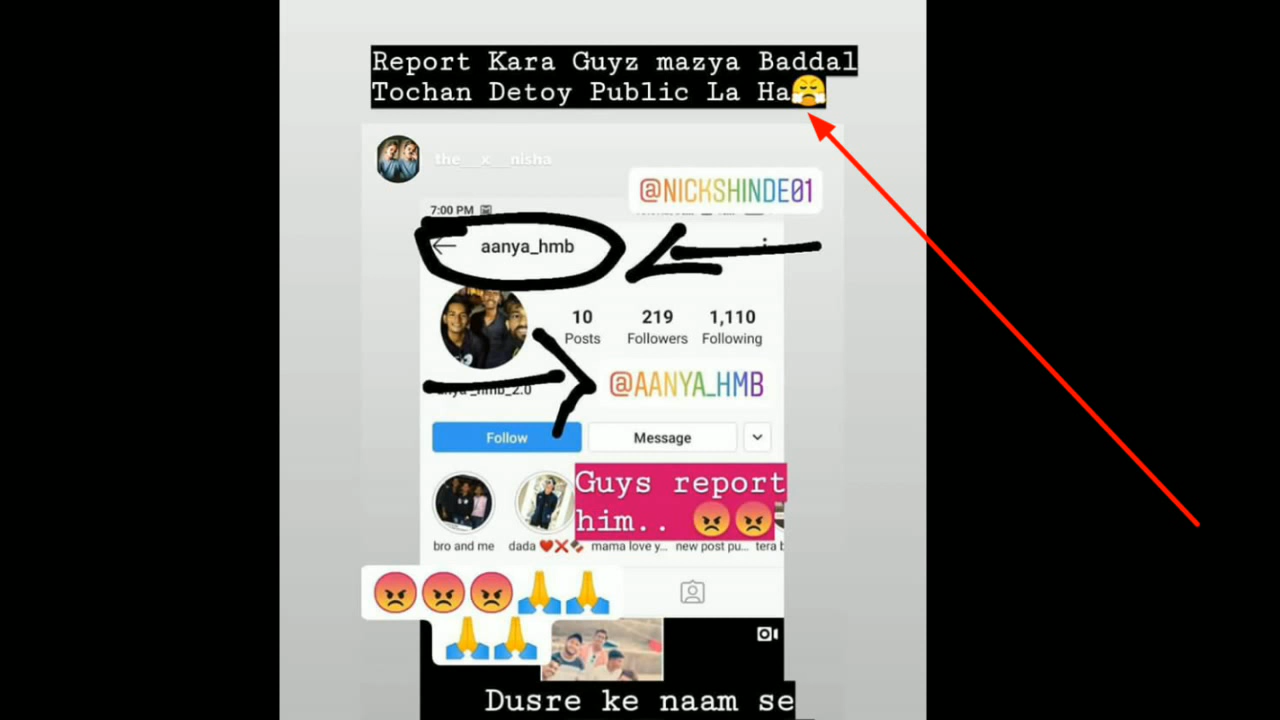 Report Kara Guyz mazya Baddal
Tochan Detoy Public La Ha😤
the__x__nisha
@NICKSHINDE01
7:00 PM
aanya_hmb
10 219 1,110
Posts Followers Following
@AANYA_HMB
Follow Message
Guys report
him.. 😡😡
bro and me dada ❤️❌🍫 mama love y... new post pu... tera
😡😡😡🙏🙏
🙏🙏
Dusre ke naam se